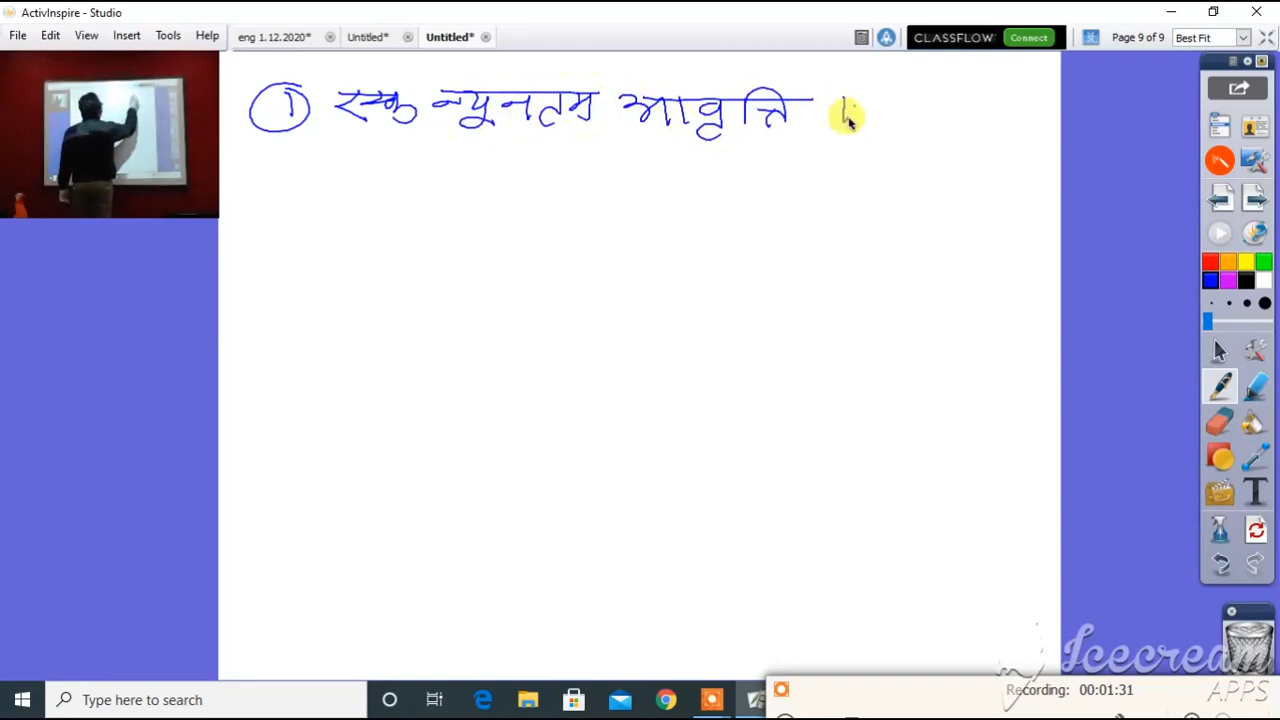 ActivInspire - Studio
File Edit View Insert Tools Help
eng 1.12.2020* Untitled* Untitled* CLASSFLOW Connect Page 9 of 9 Best Fit
① एक न्यूनतम आवृत्ति
Type here to search
Recording: 00:01:31
Icecream
APPS